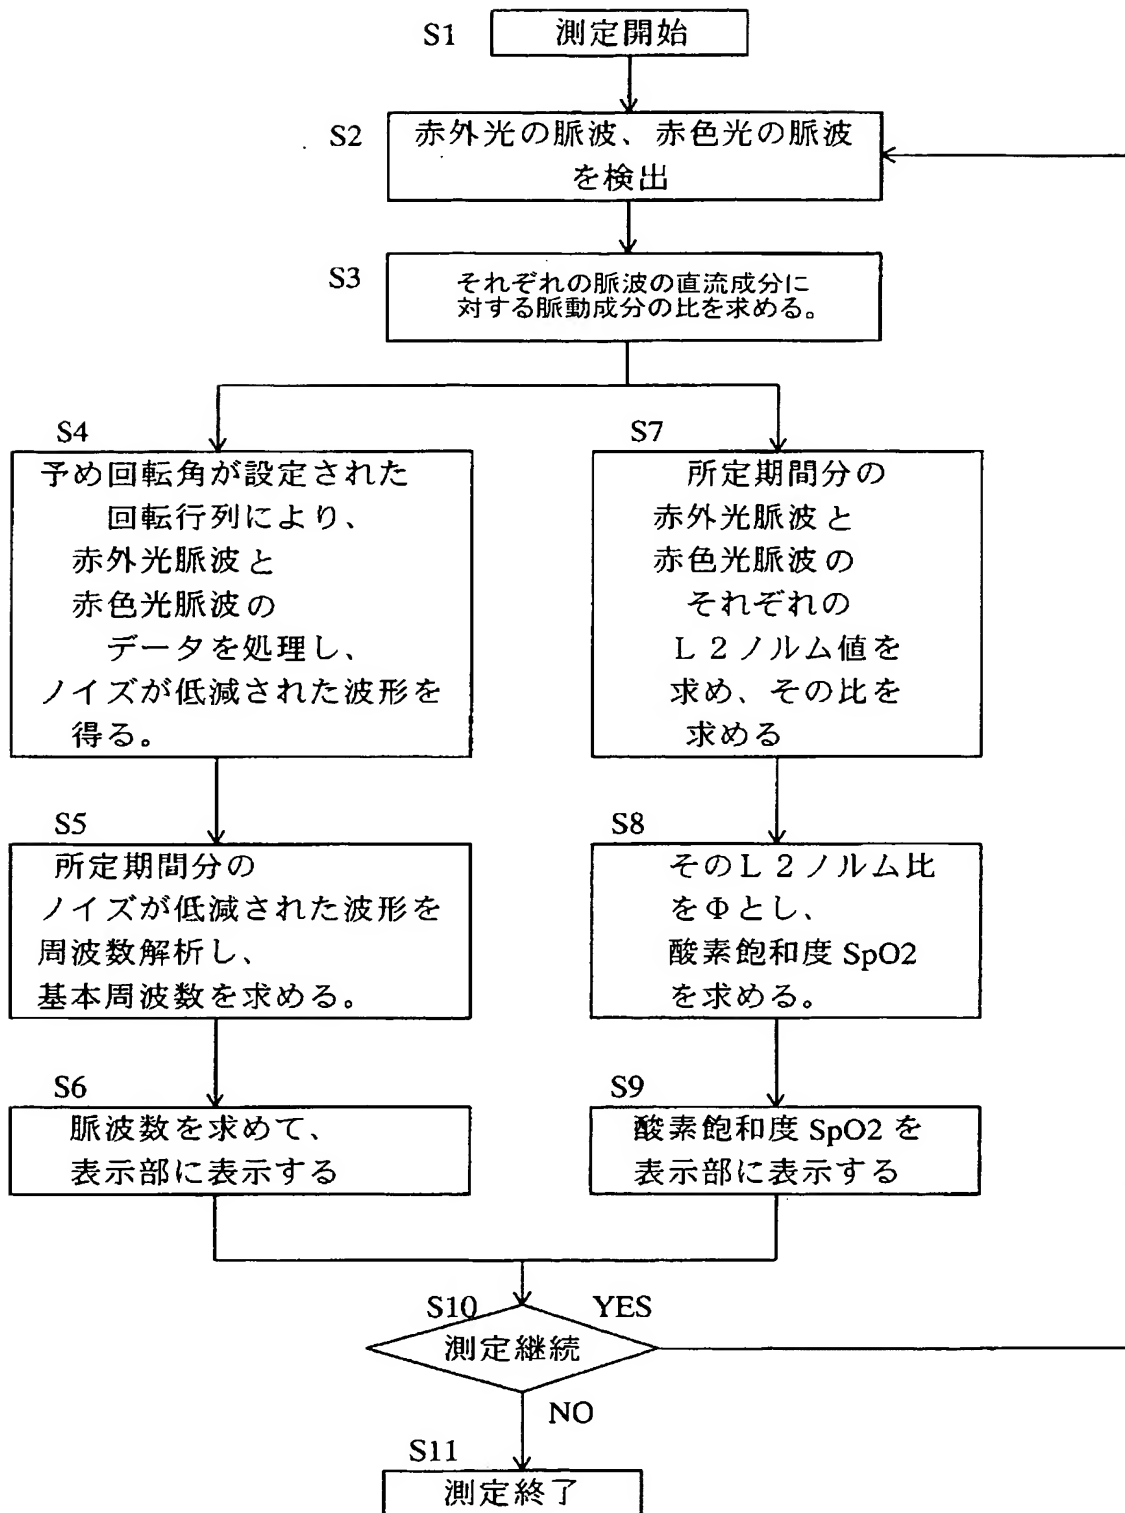 S1
測定開始
S2
赤外光の脈波、赤色光の脈波
を検出
S3
それぞれの脈波の直流成分に
対する脈動成分の比を求める。
S4
予め回転角が設定された
回転行列により、
赤外光脈波と
赤色光脈波の
データを処理し、
ノイズが低減された波形を
得る。
S5
所定期間分の
ノイズが低減された波形を
周波数解析し、
基本周波数を求める。
S6
脈波数を求めて、
表示部に表示する
S7
所定期間分の
赤外光脈波と
赤色光脈波の
それぞれの
L2ノルム値を
求め、その比を
求める
S8
そのL2ノルム比
をΦとし、
酸素飽和度 SpO2
を求める。
S9
酸素飽和度 SpO2 を
表示部に表示する
S10
YES
測定継続
NO
S11
測定終了